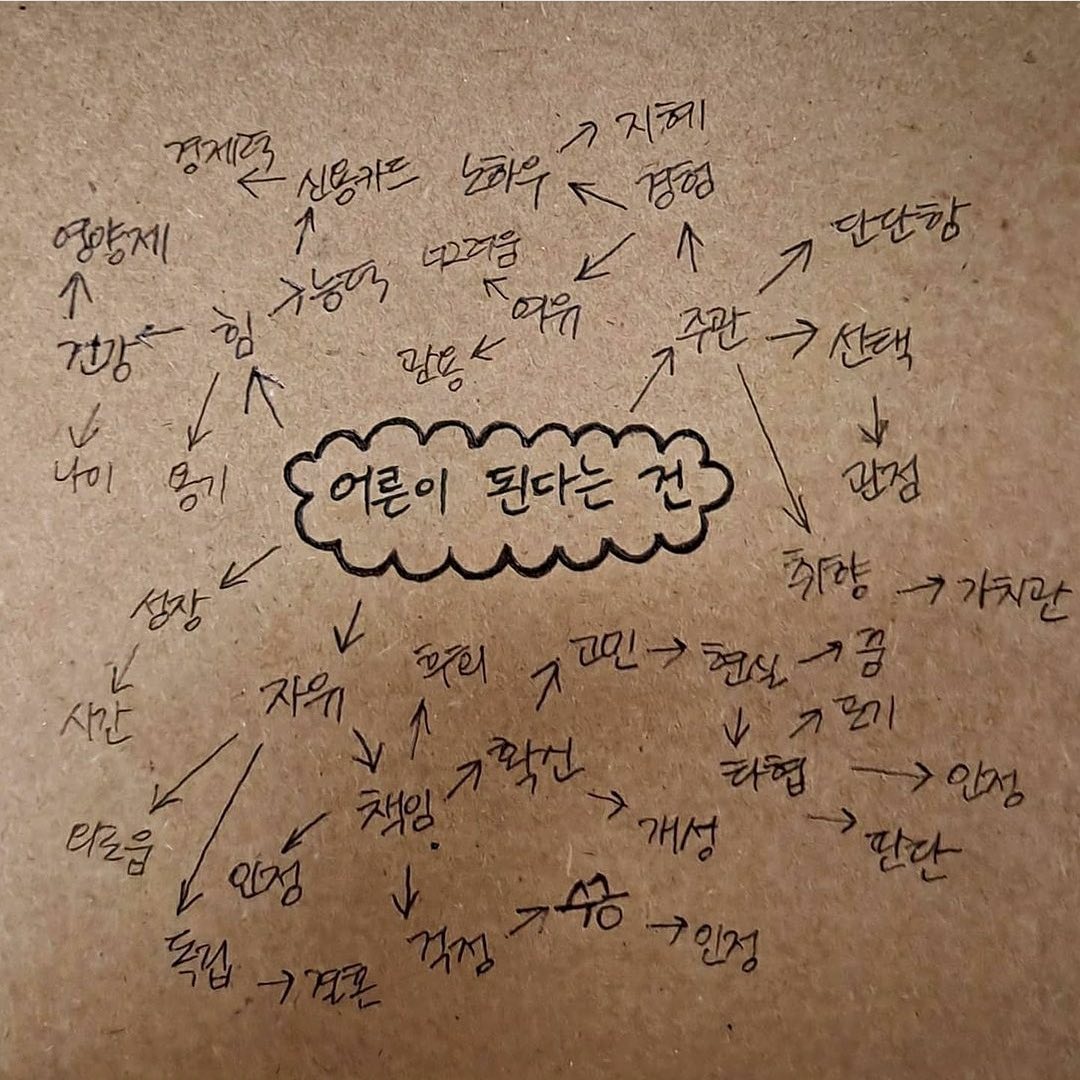 지혜
경제력
신용카드
노하우
경험
영양제
단단함
너그러움
능력
여유
건강
힘
관용
주관
선택
나이
용기
어른이 된다는 건
관점
취향
가치관
성장
시간
자유
후회
고민
현실
꿈
포기
타협
인정
확신
책임
개성
판단
외로움
인정
독립
결혼
걱정
수긍
인정